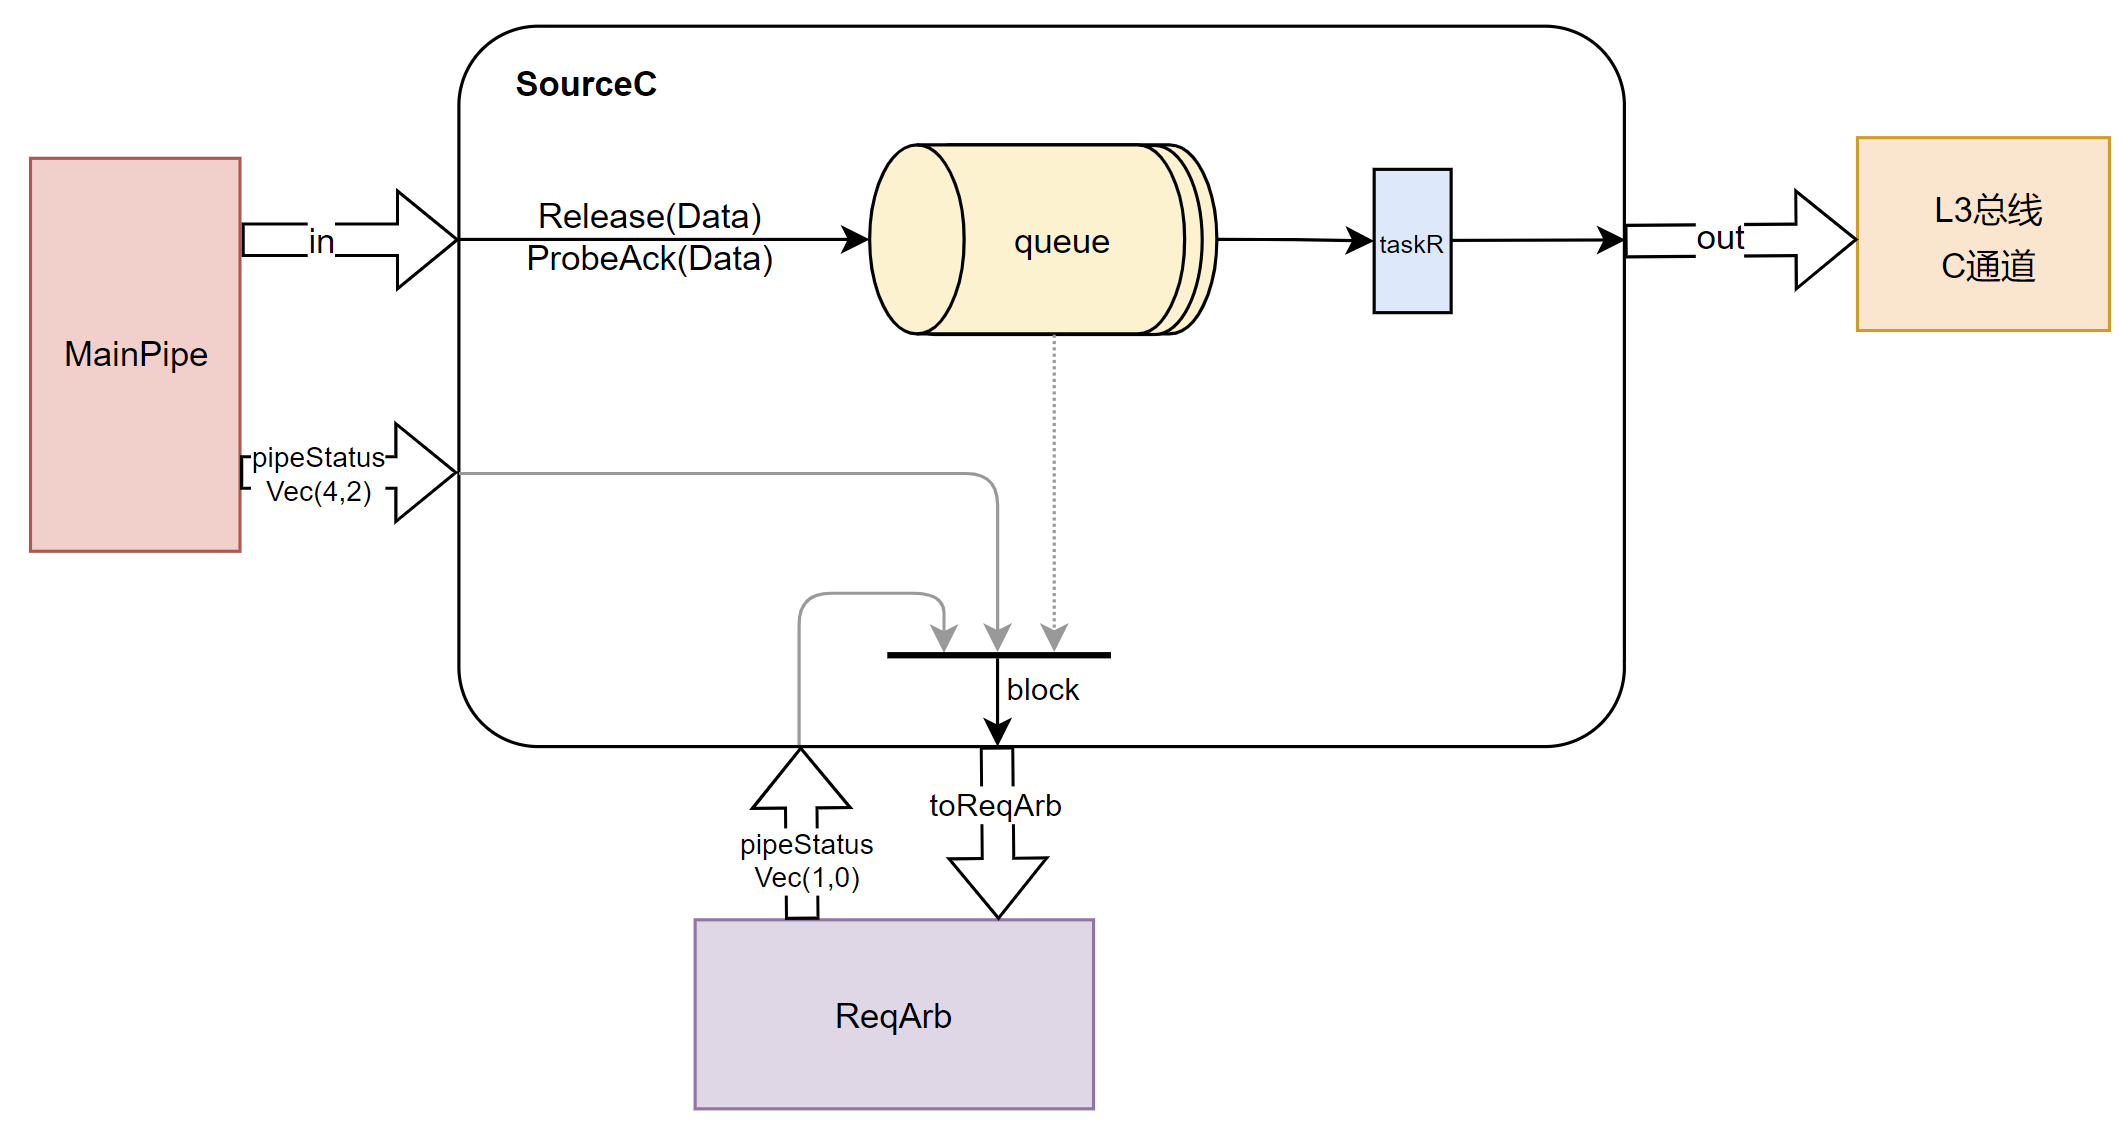 SourceC
MainPipe
in
Release(Data)
ProbeAck(Data)
queue
taskR
out
L3总线
C通道
pipeStatus
Vec(4,2)
block
toReqArb
pipeStatus
Vec(1,0)
ReqArb